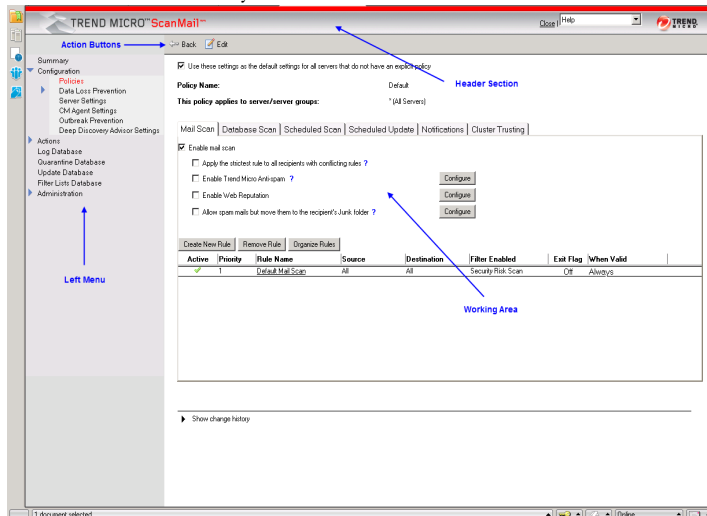 TREND MICRO™ ScanMail™
Close | Help
TREND MICRO
Action Buttons
Back Edit
Header Section
Summary
Configuration
Policies
Data Loss Prevention
Server Settings
CM Agent Settings
Outbreak Prevention
Deep Discovery Advisor Settings
Actions
Log Database
Quarantine Database
Update Database
Filter Lists Database
Administration
Left Menu
Use these settings as the default settings for all servers that do not have an explicit policy
Policy Name: Default
This policy applies to server/server groups: * (All Servers)
Mail Scan | Database Scan | Scheduled Scan | Scheduled Update | Notifications | Cluster Trusting
Enable mail scan
Apply the strictest rule to all recipients with conflicting rules ?
Enable Trend Micro Anti-spam ? Configure
Enable Web Reputation Configure
Allow spam mails but move them to the recipient's Junk folder ? Configure
Create New Rule Remove Rule Organize Rules
Active Priority Rule Name Source Destination Filter Enabled Exit Flag When Valid
1 Default Mail Scan All All Security Risk Scan Off Always
Working Area
Show change history
1 document selected
Online